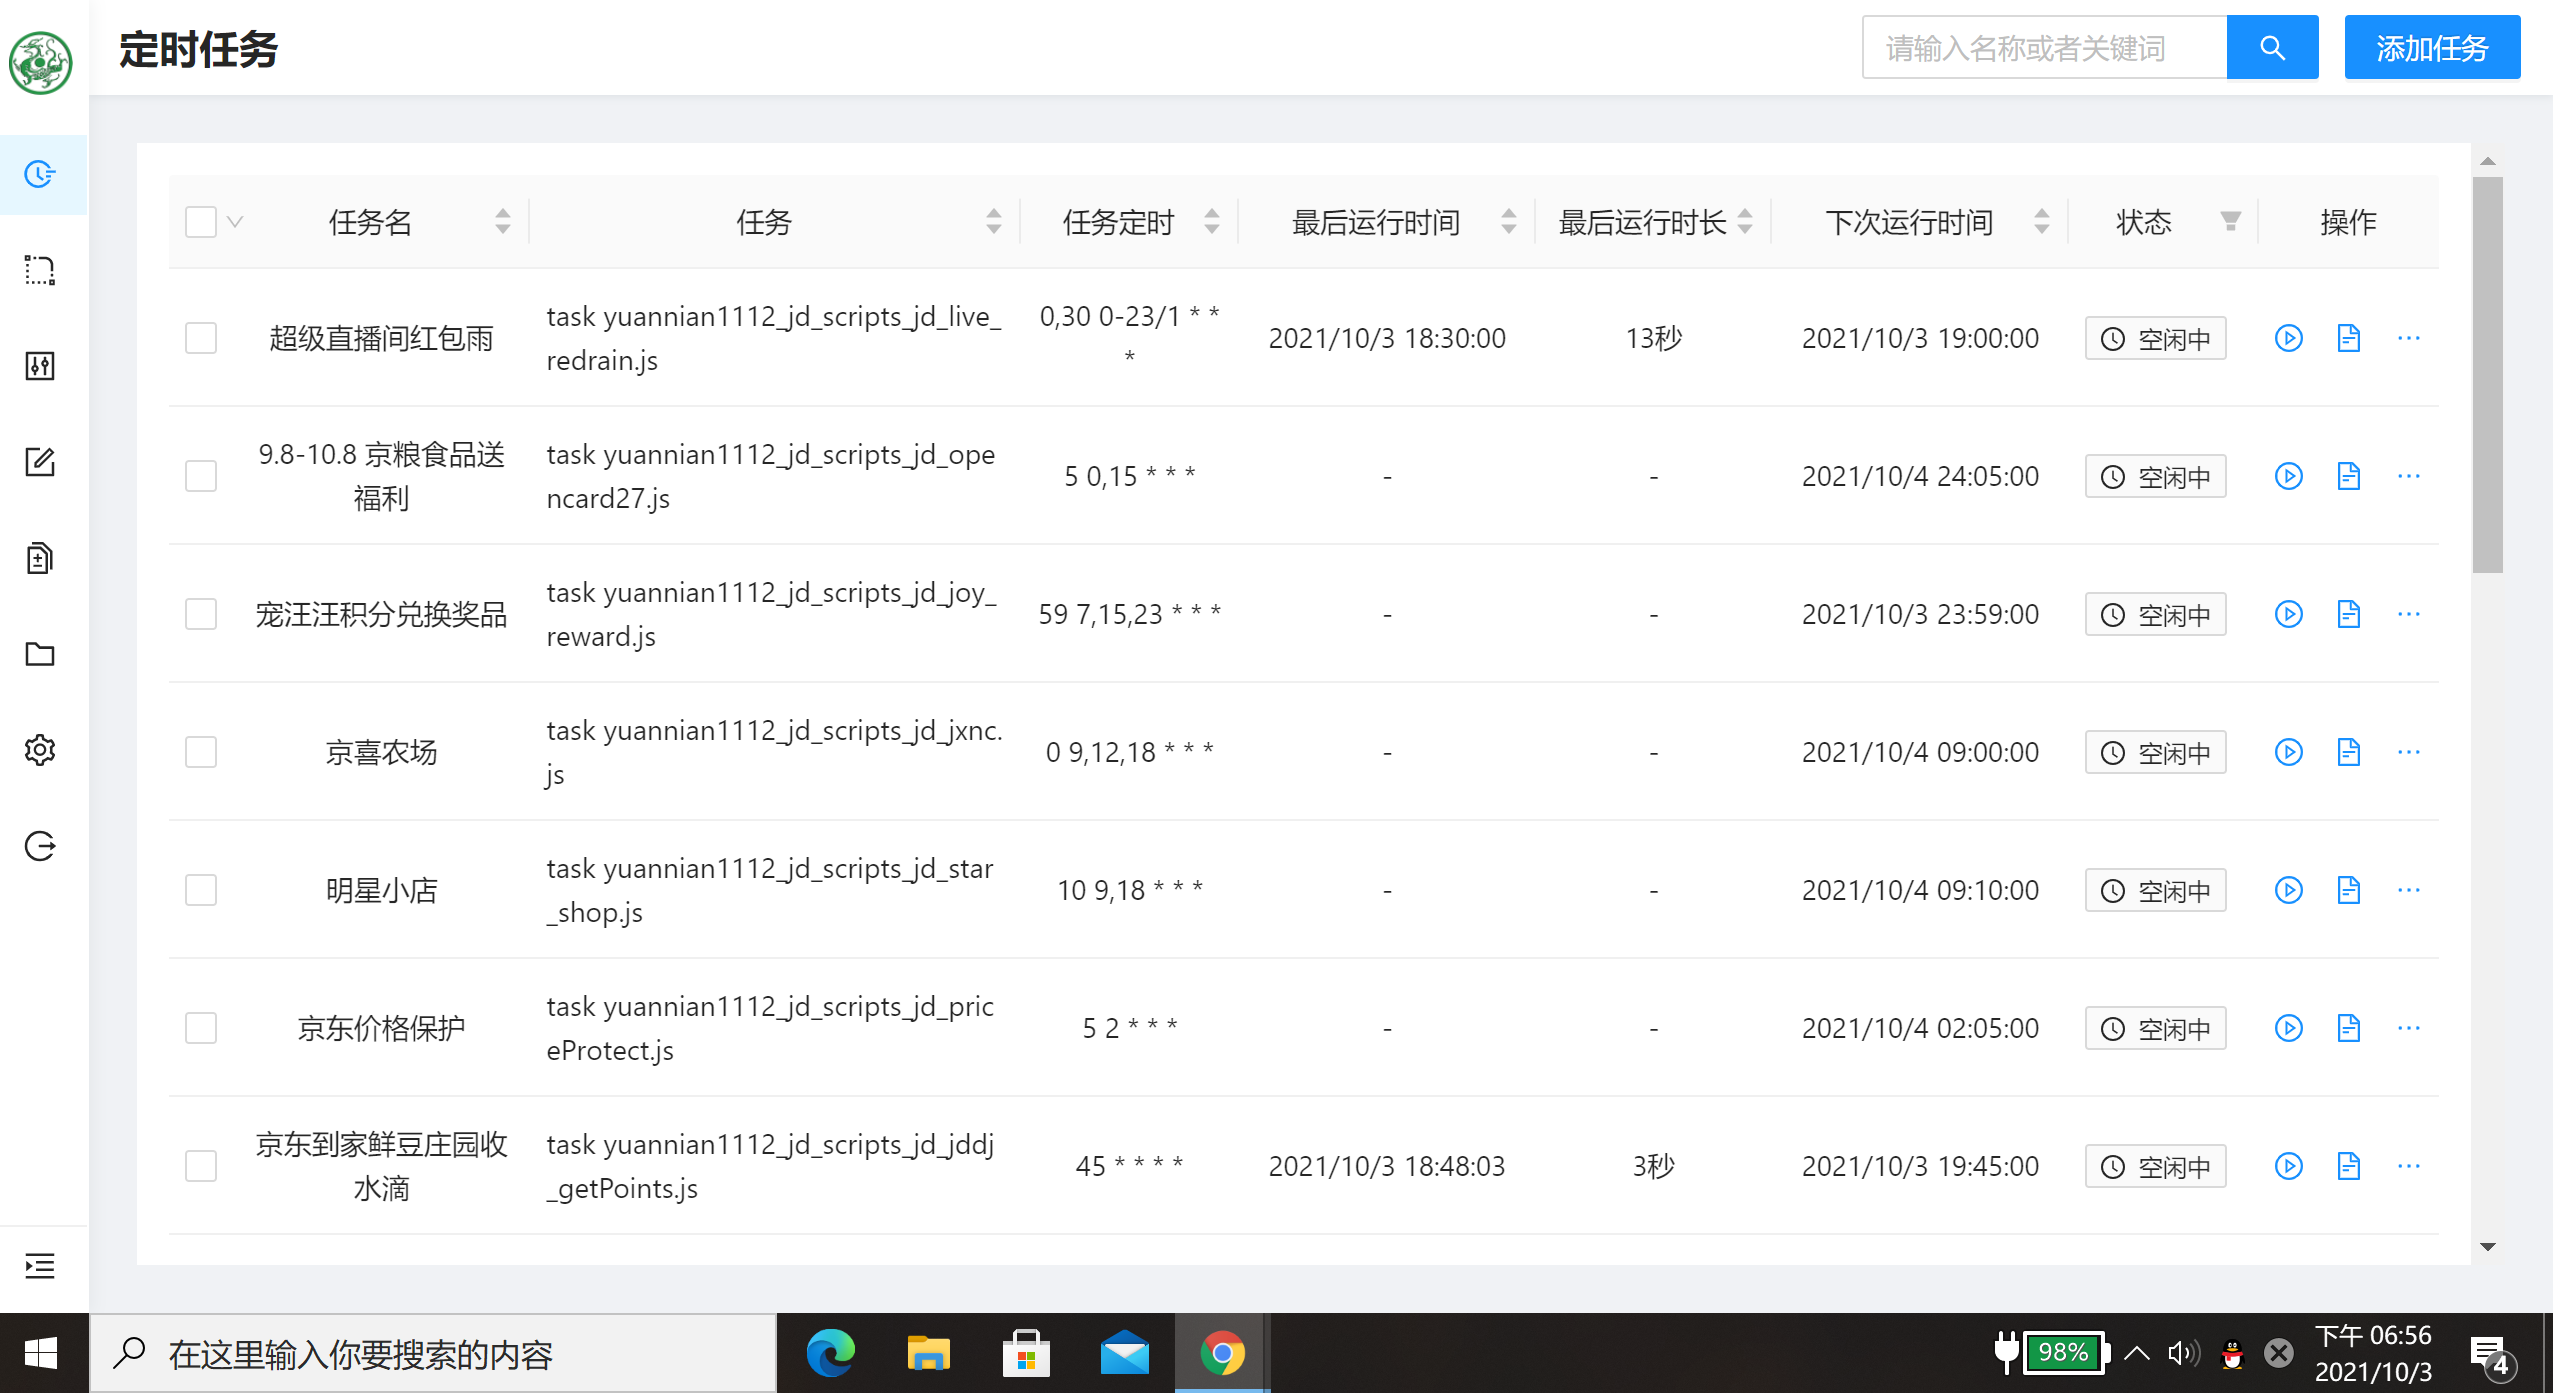 定时任务
请输入名称或者关键词
添加任务
任务名 任务 任务定时 最后运行时间 最后运行时长 下次运行时间 状态 操作
超级直播间红包雨 task yuannian1112_jd_scripts_jd_live_ 0,30 0-23/1 * * 2021/10/3 18:30:00 13秒 2021/10/3 19:00:00 空闲中
redrain.js *
9.8-10.8 京粮食品送 task yuannian1112_jd_scripts_jd_ope 5 0,15 * * * - - 2021/10/4 24:05:00 空闲中
福利 ncard27.js
宠汪汪积分兑换奖品 task yuannian1112_jd_scripts_jd_joy_ 59 7,15,23 * * * - - 2021/10/3 23:59:00 空闲中
reward.js
京喜农场 task yuannian1112_jd_scripts_jd_jxnc. 0 9,12,18 * * * - - 2021/10/4 09:00:00 空闲中
js
明星小店 task yuannian1112_jd_scripts_jd_star 10 9,18 * * * - - 2021/10/4 09:10:00 空闲中
_shop.js
京东价格保护 task yuannian1112_jd_scripts_jd_pric 5 2 * * * - - 2021/10/4 02:05:00 空闲中
eProtect.js
京东到家鲜豆庄园收 task yuannian1112_jd_scripts_jd_jddj 45 * * * * 2021/10/3 18:48:03 3秒 2021/10/3 19:45:00 空闲中
水滴 _getPoints.js
在这里输入你要搜索的内容
98%
下午 06:56
2021/10/3
4